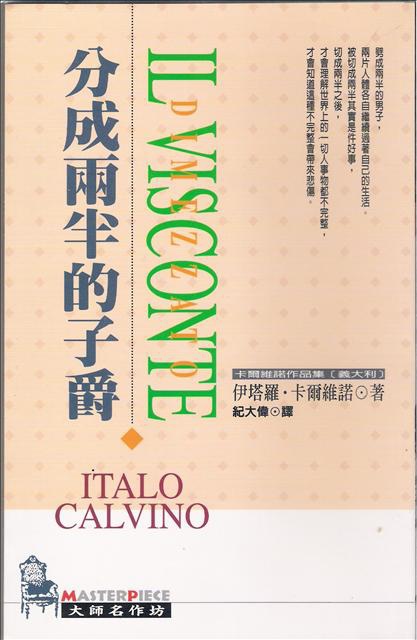 劈成兩半的男子，
兩片人體各自繼續過著自己的生活。
被切成兩半其實是件好事，
切成兩半之後，
才會理解世界上的一切人事物都不完整，
才會知道這種不完整會帶來悲傷。
IL VISCONTE
DIMEZZATO
分成兩半的子爵
卡爾維諾作品集〔義大利〕
伊塔羅·卡爾維諾⊙著
紀大偉⊙譯
ITALO
CALVINO
MASTERPIECE
大師名作坊